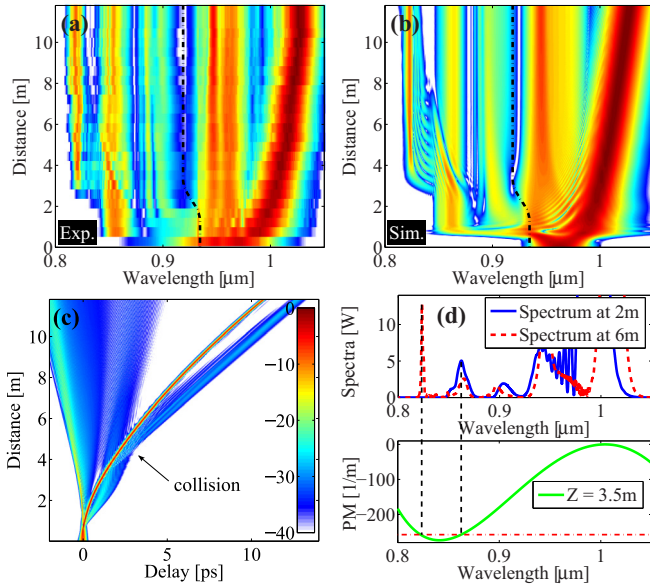 (a)
Distance [m]
10
8
6
4
2
0
Exp.
0.8
0.9
1
Wavelength [μm]
(b)
Distance [m]
10
8
6
4
2
0
Sim.
0.8
0.9
1
Wavelength [μm]
(c)
Distance [m]
10
8
6
4
2
collision
0
−10
−20
−30
−40
0
5
10
Delay [ps]
(d)
Spectrum at 2m
Spectrum at 6m
Spectra [W]
10
5
0
0.8
0.9
1
Wavelength [μm]
PM [1/m]
0
−100
−200
Z = 3.5m
0.8
0.9
1
Wavelength [μm]